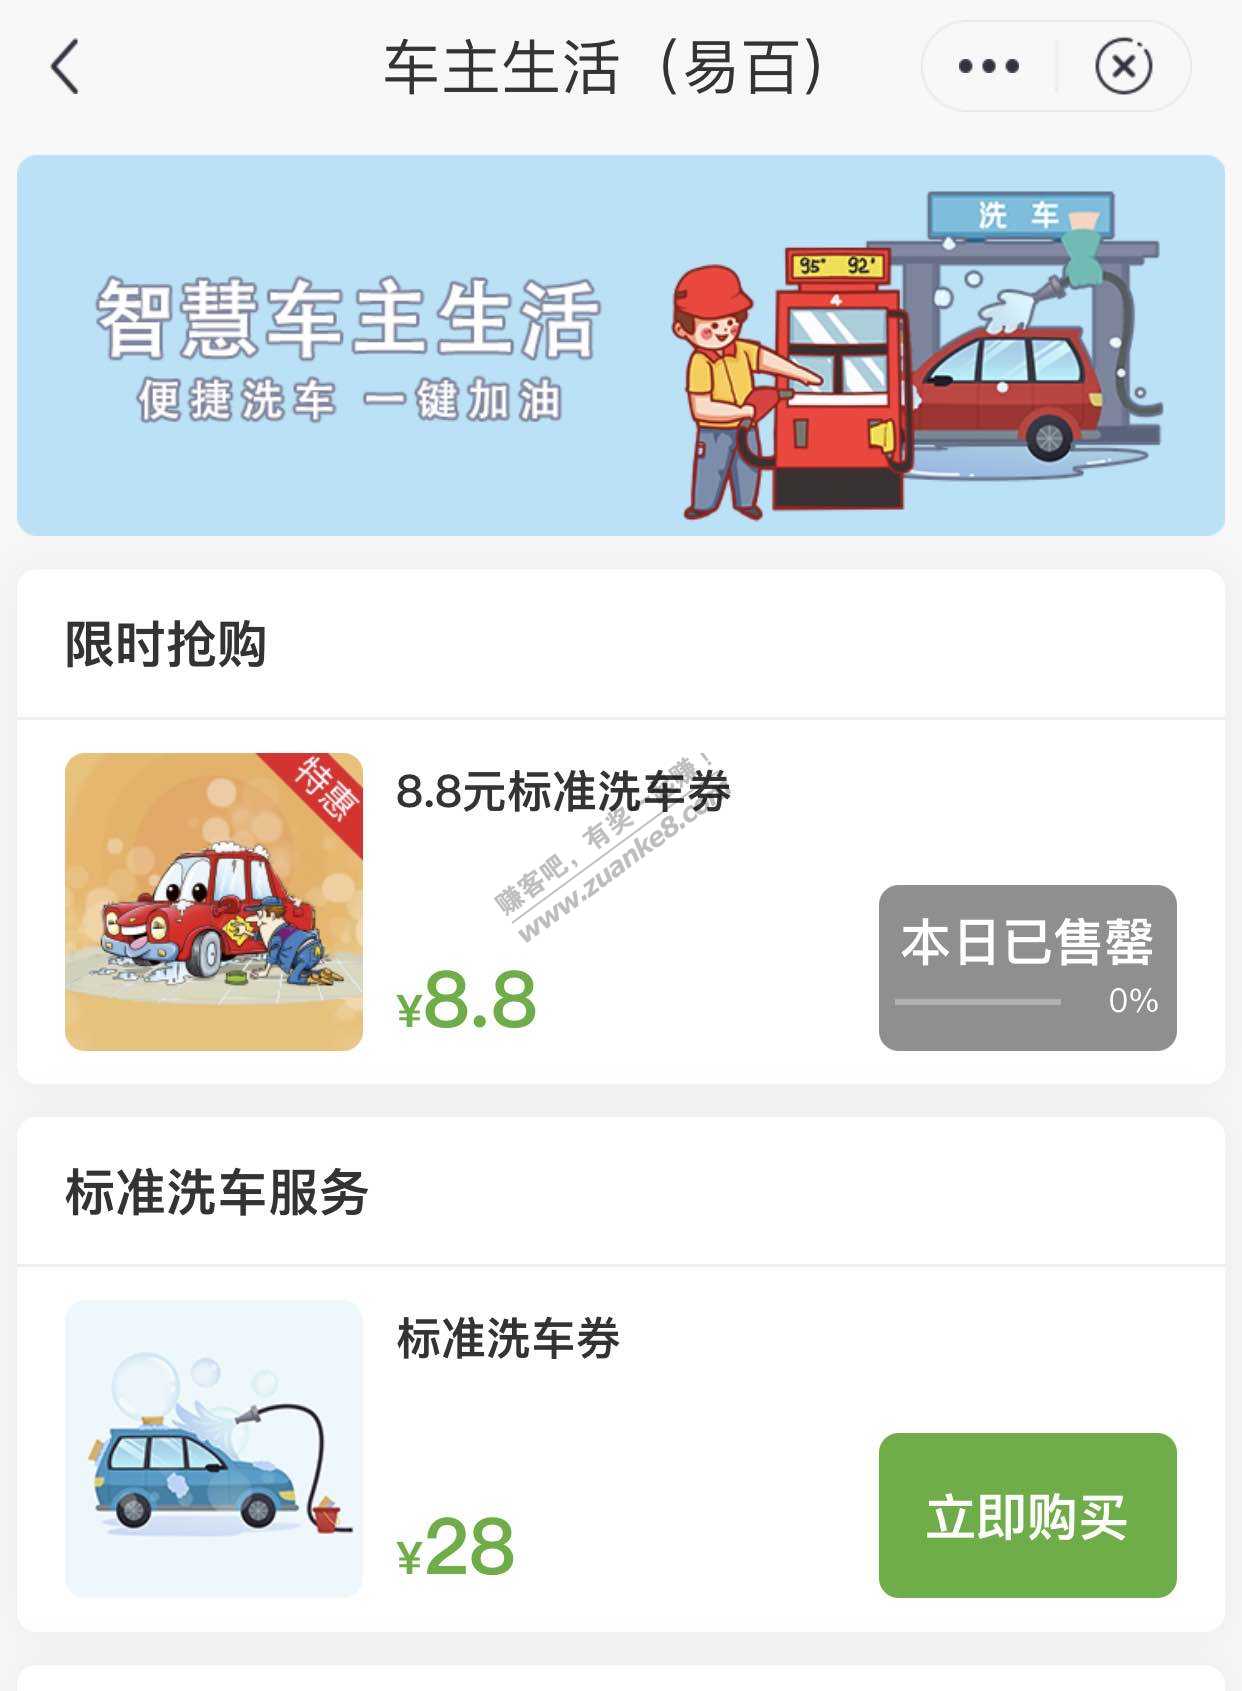 车主生活（易百）
洗 车
95# 92#
4
智慧车主生活
便捷洗车 一键加油
限时抢购
特惠
8.8元标准洗车券
赚客吧，有奖一起赚！
www.zuanke8.com
¥8.8
本日已售罄
0%
标准洗车服务
标准洗车券
¥28
立即购买